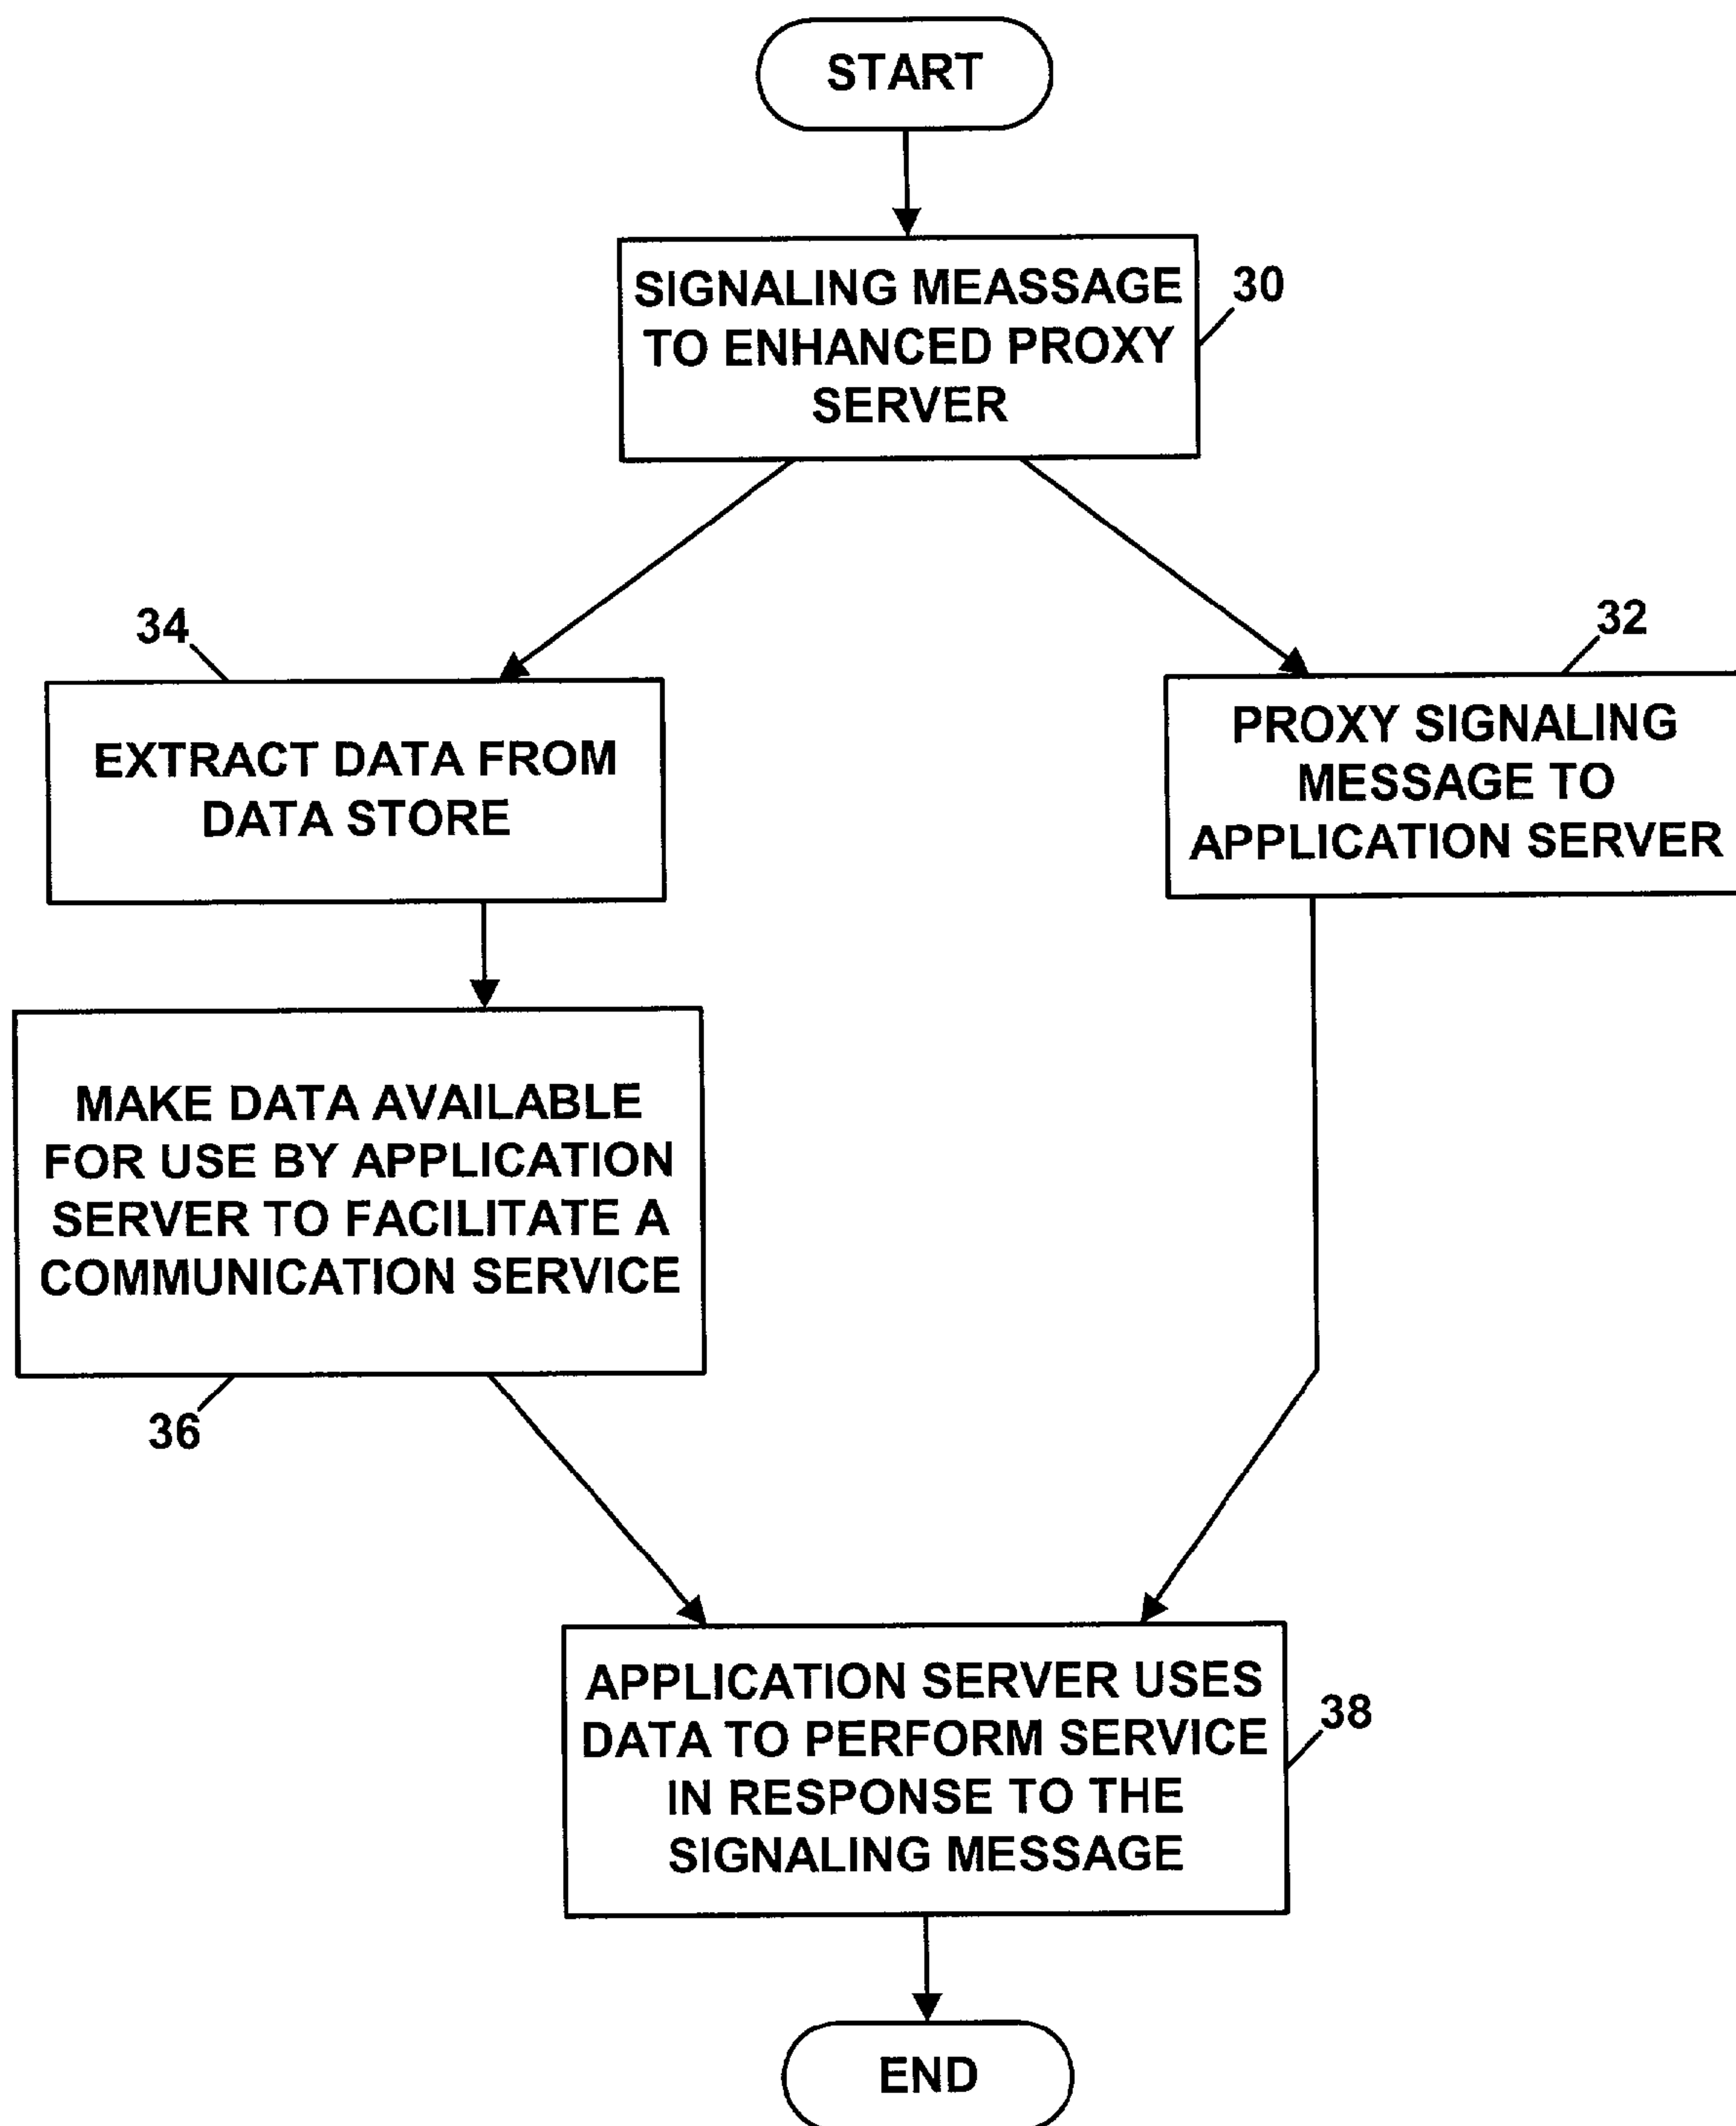 START
SIGNALING MEASSAGE
TO ENHANCED PROXY
SERVER
30
34
EXTRACT DATA FROM
DATA STORE
32
PROXY SIGNALING
MESSAGE TO
APPLICATION SERVER
MAKE DATA AVAILABLE
FOR USE BY APPLICATION
SERVER TO FACILITATE A
COMMUNICATION SERVICE
36
APPLICATION SERVER USES
DATA TO PERFORM SERVICE
IN RESPONSE TO THE
SIGNALING MESSAGE
38
END